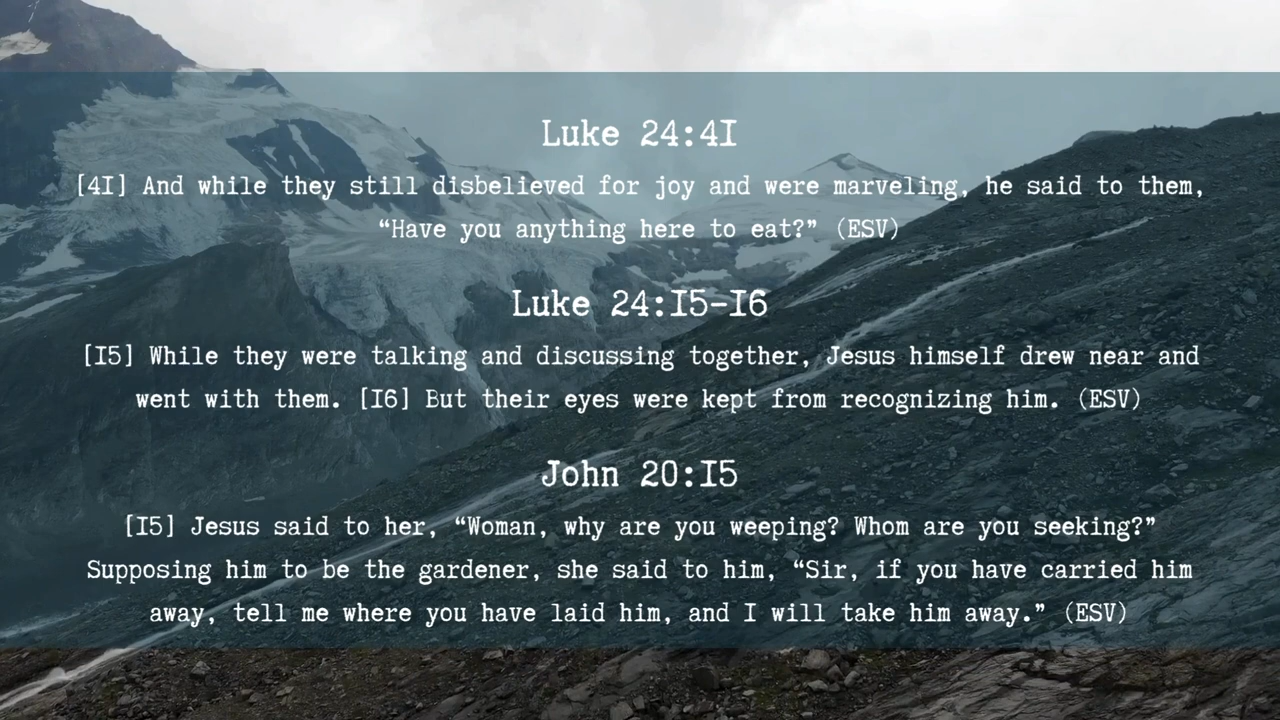 Luke 24:41
[41] And while they still disbelieved for joy and were marveling, he said to them,
“Have you anything here to eat?” (ESV)
Luke 24:15–16
[15] While they were talking and discussing together, Jesus himself drew near and
went with them. [16] But their eyes were kept from recognizing him. (ESV)
John 20:15
[15] Jesus said to her, “Woman, why are you weeping? Whom are you seeking?”
Supposing him to be the gardener, she said to him, “Sir, if you have carried him
away, tell me where you have laid him, and I will take him away.” (ESV)